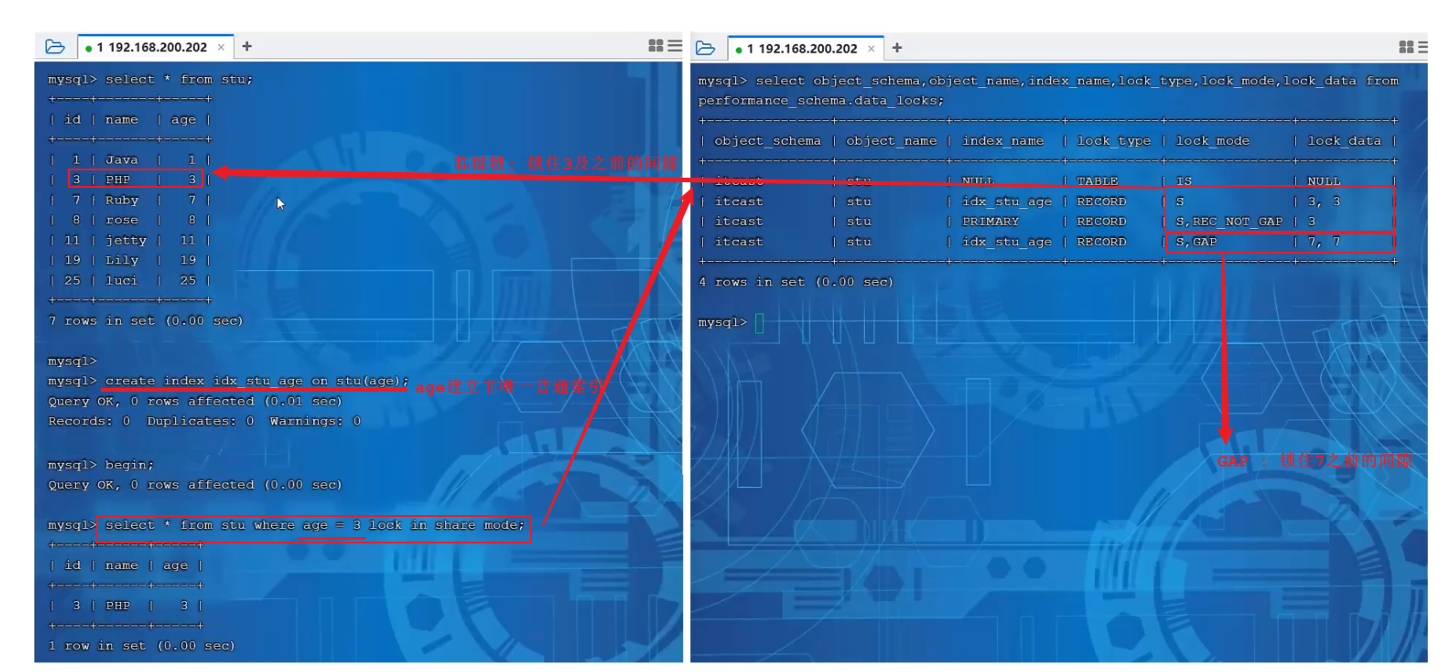 1 192.168.200.202 × +
mysql> select * from stu;
+----+-------+-----+
| id | name | age |
+----+-------+-----+
| 1 | Java | 1 |
| 3 | PHP | 3 |
| 7 | Ruby | 7 |
| 8 | rose | 8 |
| 11 | jetty | 11 |
| 19 | Lily | 19 |
| 25 | luci | 25 |
+----+-------+-----+
7 rows in set (0.00 sec)
mysql>
mysql> create index idx_stu_age on stu(age);
age建立非唯一普通索引
Query OK, 0 rows affected (0.01 sec)
Records: 0 Duplicates: 0 Warnings: 0
mysql> begin;
Query OK, 0 rows affected (0.00 sec)
mysql> select * from stu where age = 3 lock in share mode;
+----+------+-----+
| id | name | age |
+----+------+-----+
| 3 | PHP | 3 |
+----+------+-----+
1 row in set (0.00 sec)
临键锁：锁住3及之前的间隙
1 192.168.200.202 × +
mysql> select object_schema,object_name,index_name,lock_type,lock_mode,lock_data from
performance_schema.data_locks;
+---------------+-------------+-------------+-----------+---------------+-----------+
| object_schema | object_name | index_name | lock_type | lock_mode | lock_data |
+---------------+-------------+-------------+-----------+---------------+-----------+
| itcast | stu | NULL | TABLE | IS | NULL |
| itcast | stu | idx_stu_age | RECORD | S | 3, 3 |
| itcast | stu | PRIMARY | RECORD | S,REC_NOT_GAP | 3 |
| itcast | stu | idx_stu_age | RECORD | S,GAP | 7, 7 |
+---------------+-------------+-------------+-----------+---------------+-----------+
4 rows in set (0.00 sec)
mysql>
GAP ：锁住7之前的间隙